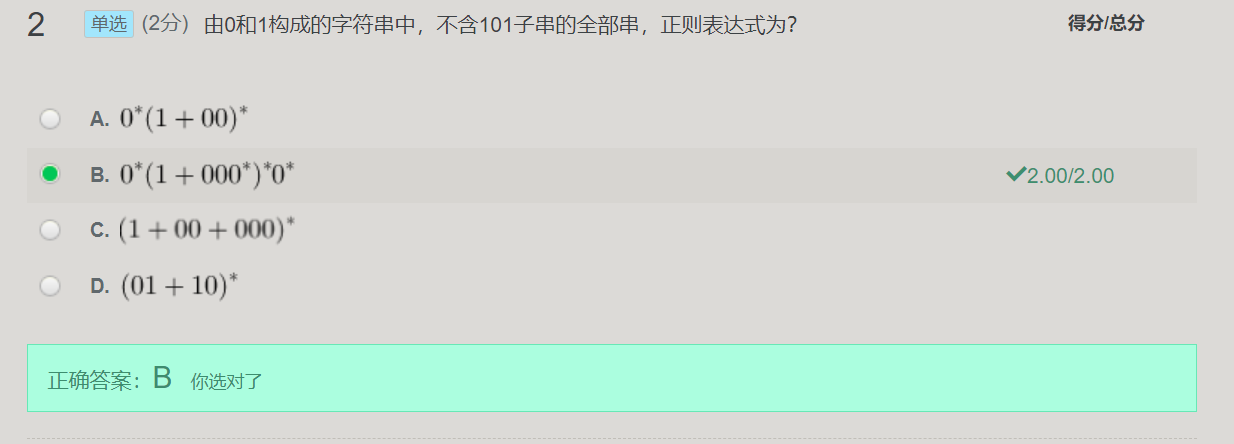 2 单选 (2分) 由0和1构成的字符串中，不含101子串的全部串，正则表达式为？ 得分/总分
A. 0*(1 + 00)*
B. 0*(1 + 000*)*0* 2.00/2.00
C. (1 + 00 + 000)*
D. (01 + 10)*
正确答案：B 你选对了